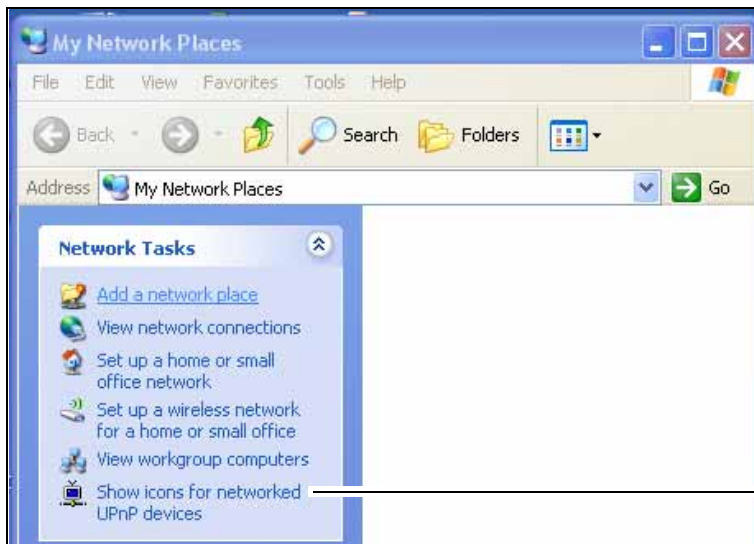 My Network Places
File Edit View Favorites Tools Help
Back Search Folders
Address My Network Places Go
Network Tasks
Add a network place
View network connections
Set up a home or small
office network
Set up a wireless network
for a home or small office
View workgroup computers
Show icons for networked
UPnP devices